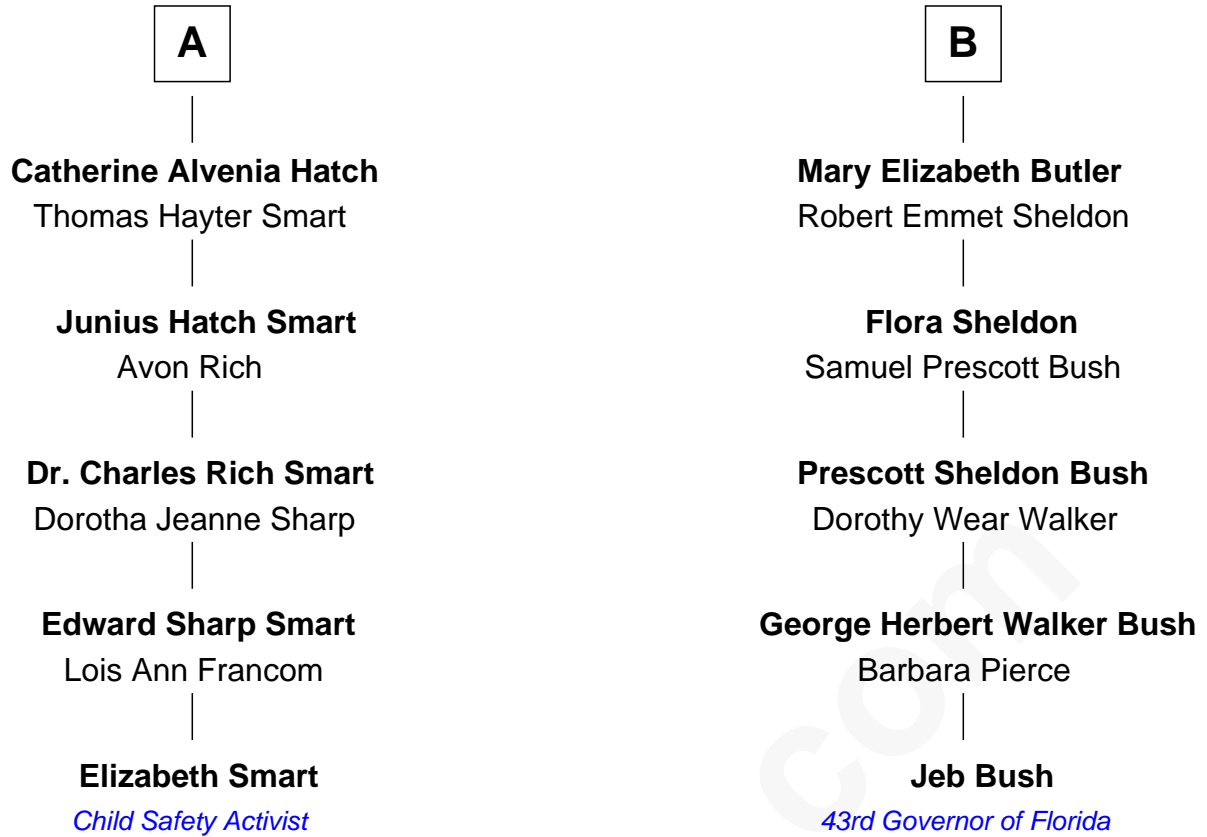 A
Catherine Alvenia Hatch
Thomas Hayter Smart
Junius Hatch Smart
Avon Rich
Dr. Charles Rich Smart
Dorotha Jeanne Sharp
Edward Sharp Smart
Lois Ann Francom
Elizabeth Smart
Child Safety Activist
B
Mary Elizabeth Butler
Robert Emmet Sheldon
Flora Sheldon
Samuel Prescott Bush
Prescott Sheldon Bush
Dorothy Wear Walker
George Herbert Walker Bush
Barbara Pierce
Jeb Bush
43rd Governor of Florida
com